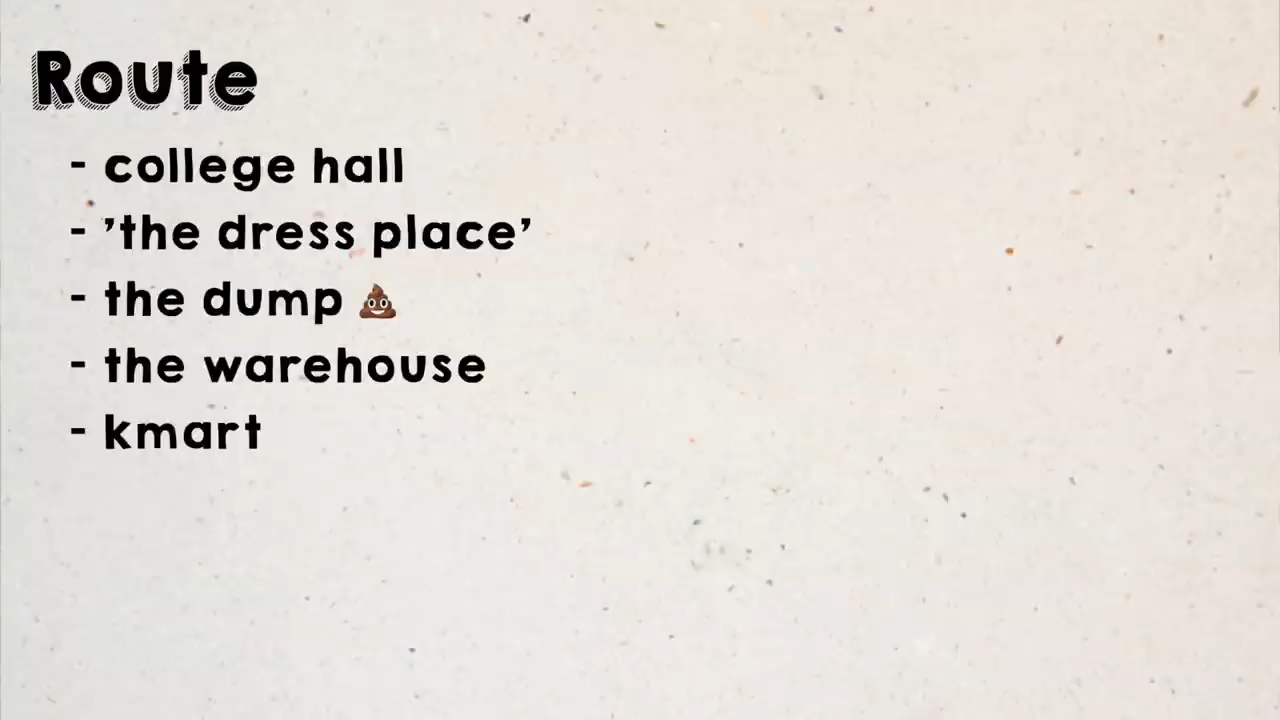 Route
- college hall
- 'the dress place'
- the dump 💩
- the warehouse
- kmart